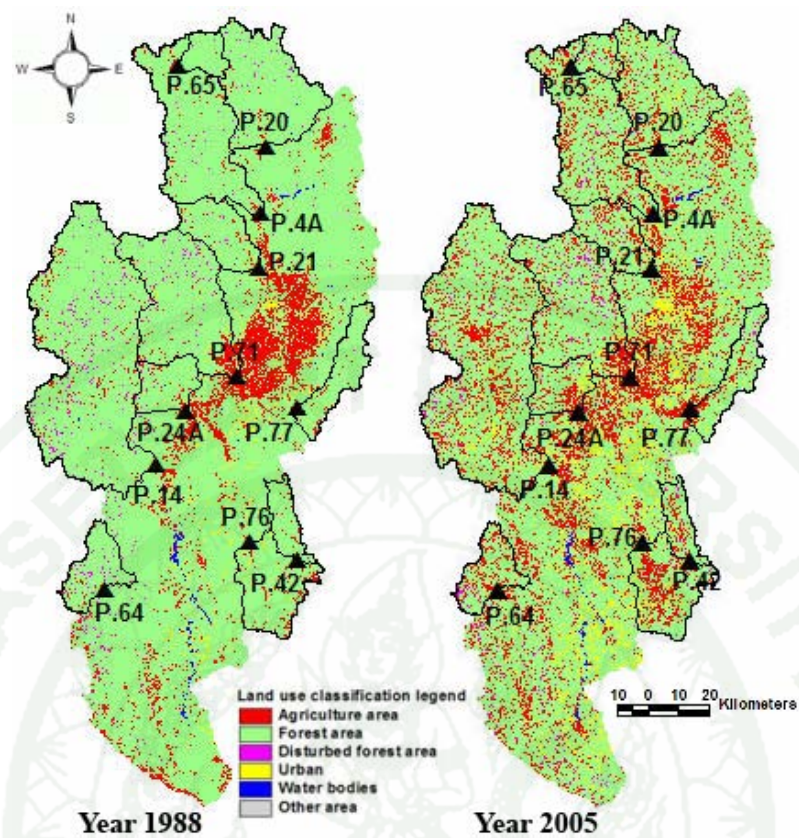 N
W E
S
P.65
P.20
P.4A
P.21
P.71
P.24A
P.77
P.14
P.76
P.42
P.64
P.65
P.20
P.4A
P.21
P.71
P.24A
P.77
P.14
P.76
P.42
P.64
Land use classification legend
Agriculture area
Forest area
Disturbed forest area
Urban
Water bodies
Other area
10 0 10 20 Kilometers
Year 1988
Year 2005